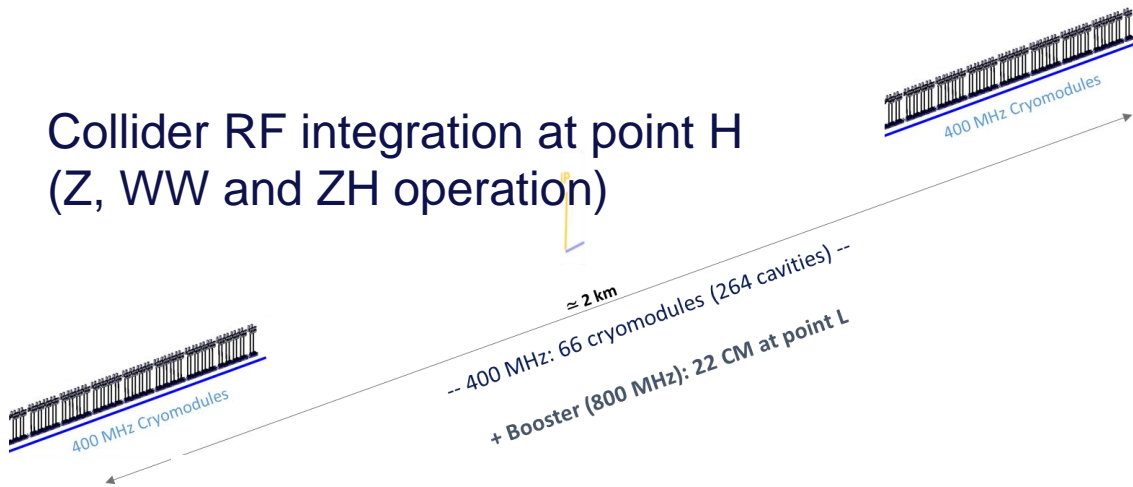 Collider RF integration at point H
(Z, WW and ZH operation)
400 MHz Cryomodules
≃ 2 km
-- 400 MHz: 66 cryomodules (264 cavities) --
+ Booster (800 MHz): 22 CM at point L
400 MHz Cryomodules